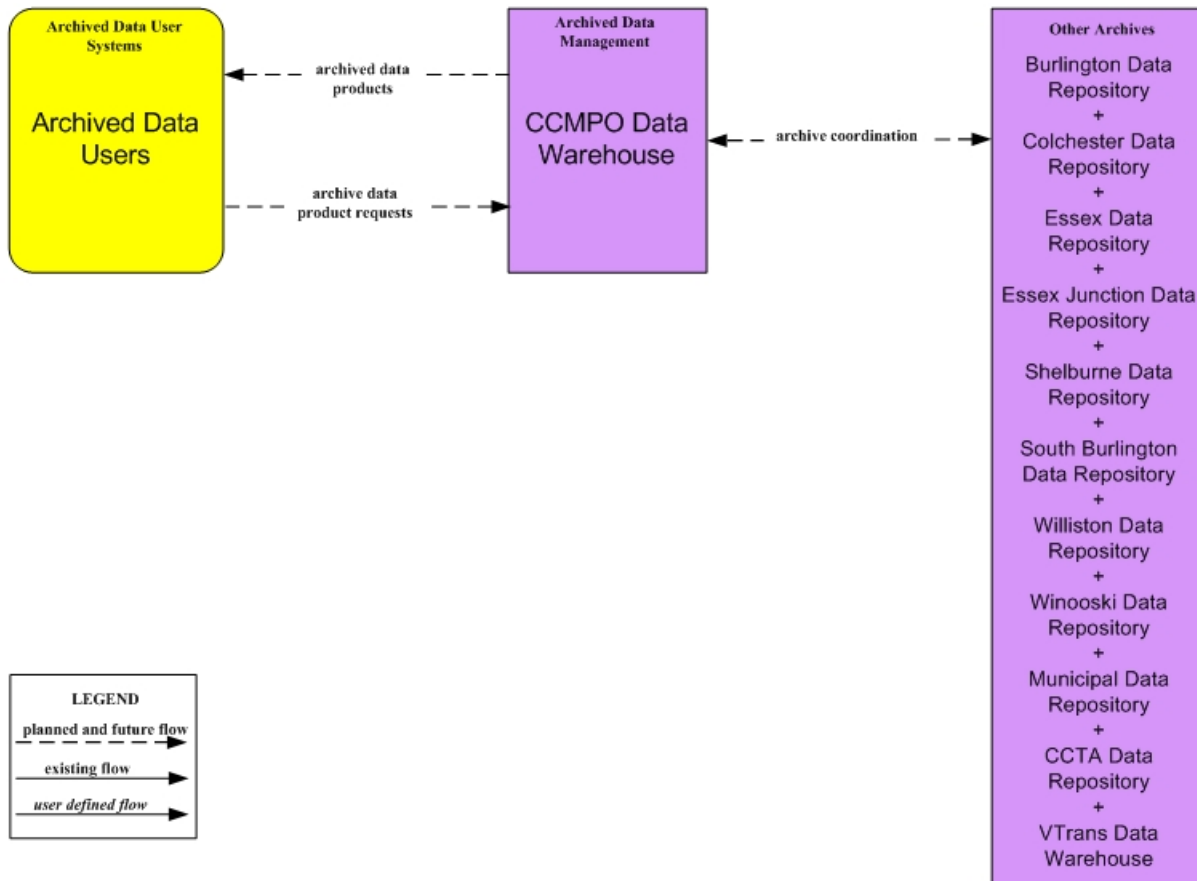 Archived Data User
Systems
Archived Data
Users
archived data
products
archive data
product requests
Archived Data
Management
CCMPO Data
Warehouse
archive coordination
Other Archives
Burlington Data
Repository
+
Colchester Data
Repository
+
Essex Data
Repository
+
Essex Junction Data
Repository
+
Shelburne Data
Repository
+
South Burlington
Data Repository
+
Williston Data
Repository
+
Winooski Data
Repository
+
Municipal Data
Repository
+
CCTA Data
Repository
+
VTrans Data
Warehouse
LEGEND
planned and future flow
existing flow
user defined flow